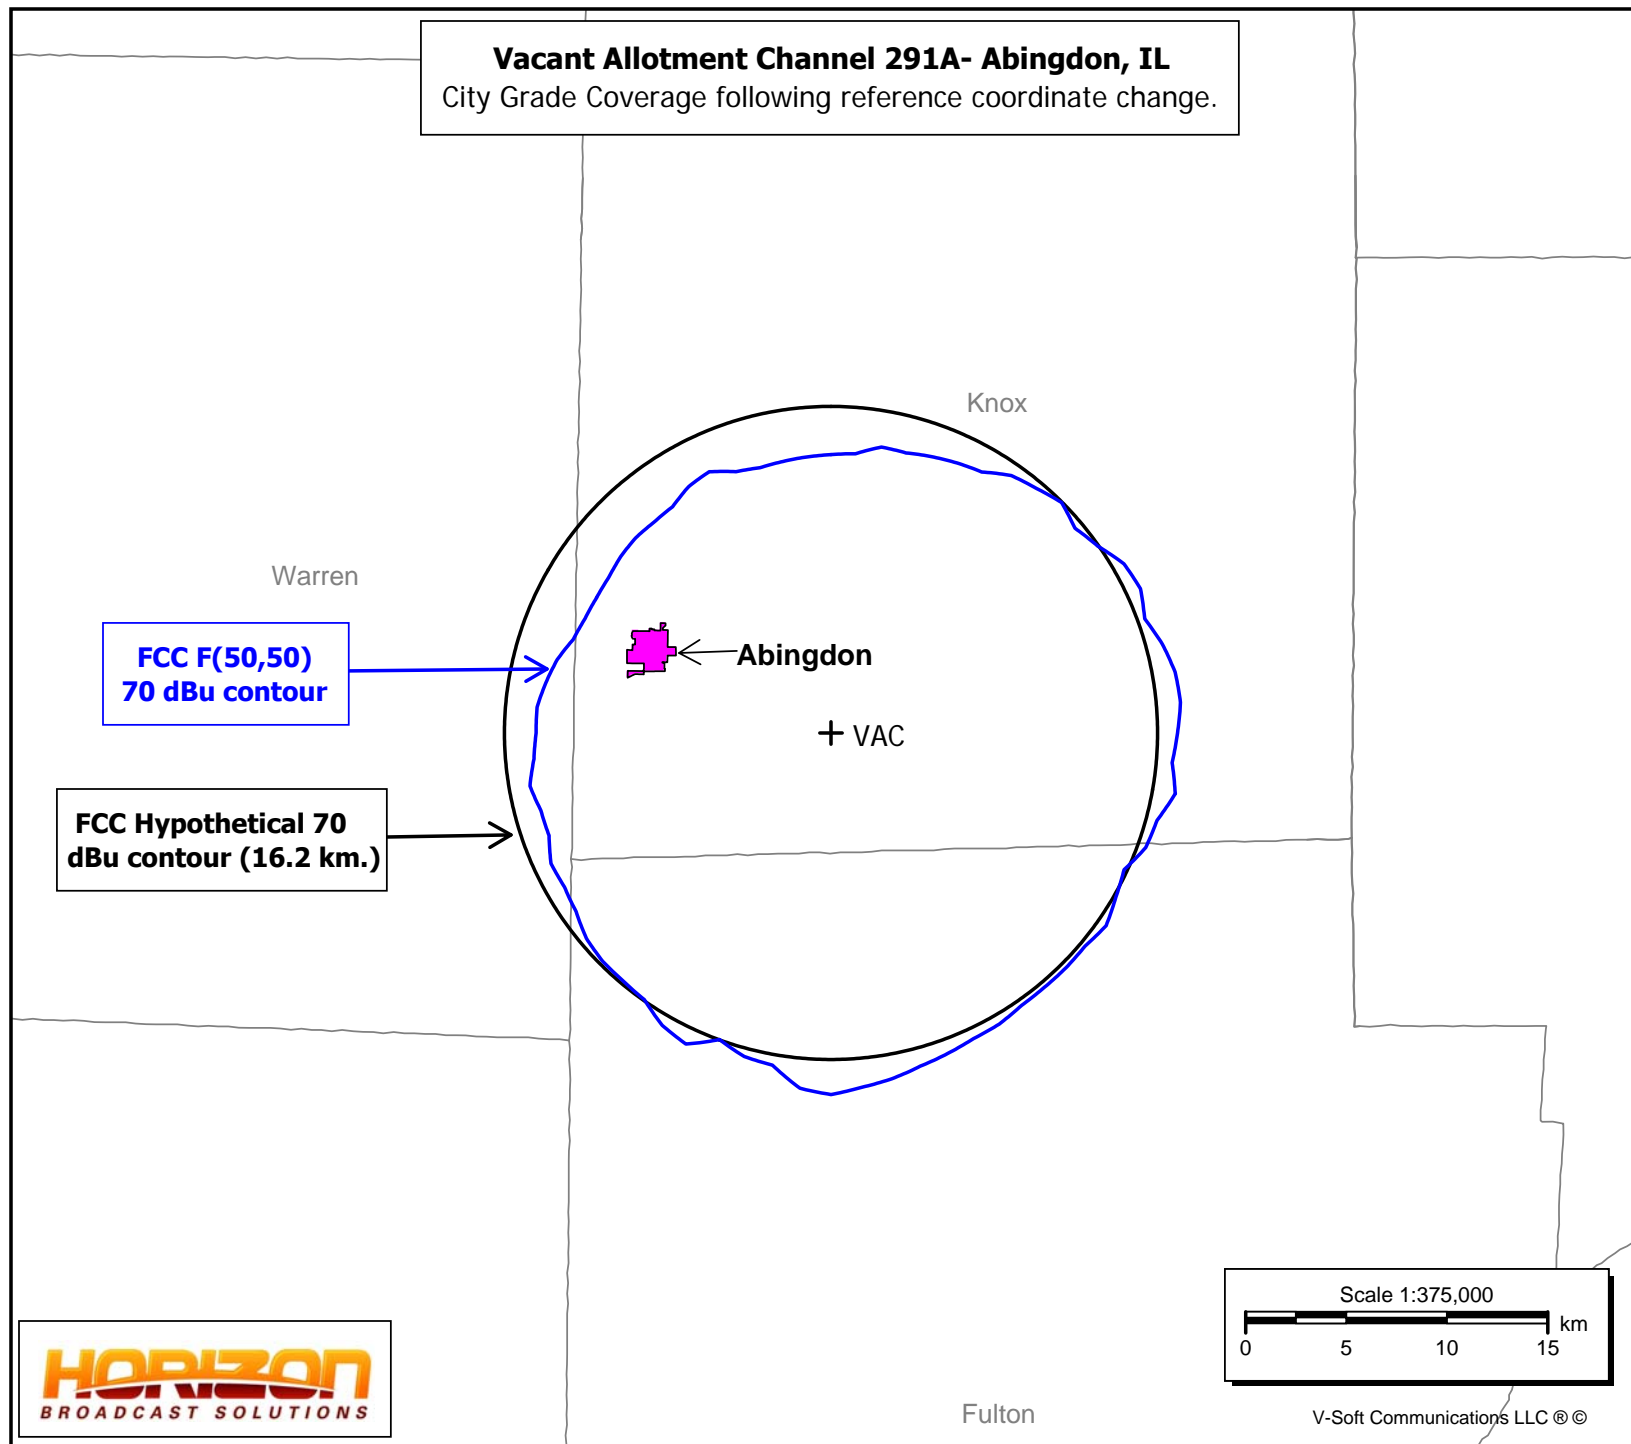 Vacant Allotment Channel 291A- Abingdon, IL
City Grade Coverage following reference coordinate change.
Knox
Warren
FCC F(50,50)
70 dBu contour
Abingdon
VAC
FCC Hypothetical 70
dBu contour (16.2 km.)
Scale 1:375,000
km
0 5 10 15
HORIZON
BROADCAST SOLUTIONS
Fulton
V-Soft Communications LLC ® ©